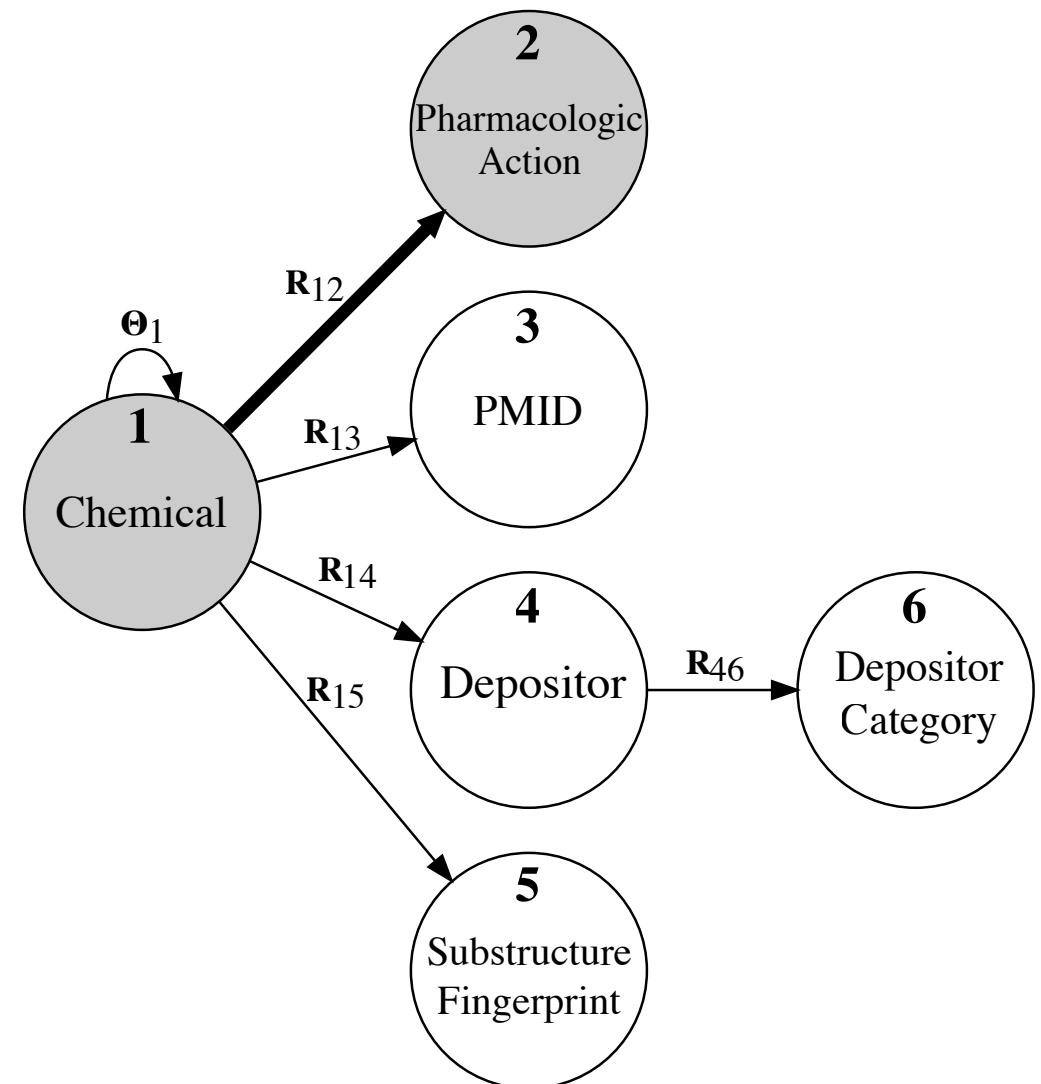 2
Pharmacologic
Action
R12
3
PMID
Θ1
1
Chemical
R13
R14
4
Depositor
R46
6
Depositor
Category
R15
5
Substructure
Fingerprint